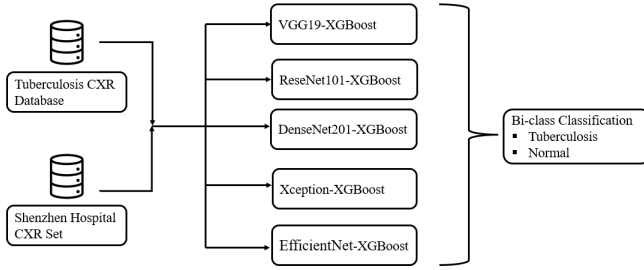 Tuberculosis CXR
Database
Shenzhen Hospital
CXR Set
VGG19-XGBoost
ReseNet101-XGBoost
DenseNet201-XGBoost
Xception-XGBoost
EfficientNet-XGBoost
Bi-class Classification
▪ Tuberculosis
▪ Normal